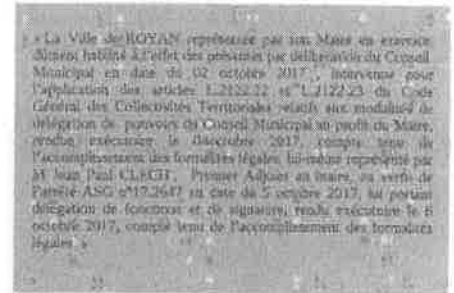 « La Ville de ROYAN représentée par son Maire en exercice
dûment habilité à l'effet des présentes par délibération du Conseil
Municipal en date du 02 octobre 2017, intervenue pour
l'application des articles L.2122.22 et L.2122.23 du Code
Général des Collectivités Territoriales relatifs aux modalités de
délégation de pouvoirs du Conseil Municipal au profit du Maire,
rendue exécutoire le octobre 2017, compte tenu de
l'accomplissement des formalités légales, lui-même représenté par
M. Jean Paul CLECH, Premier Adjoint au maire, en vertu de
l'arrêté ASG n°17.2647 en date du 5 octobre 2017, lui portant
délégation de fonctions et de signature, rendu exécutoire le 6
octobre 2017, compte tenu de l'accomplissement des formalités
légales. »